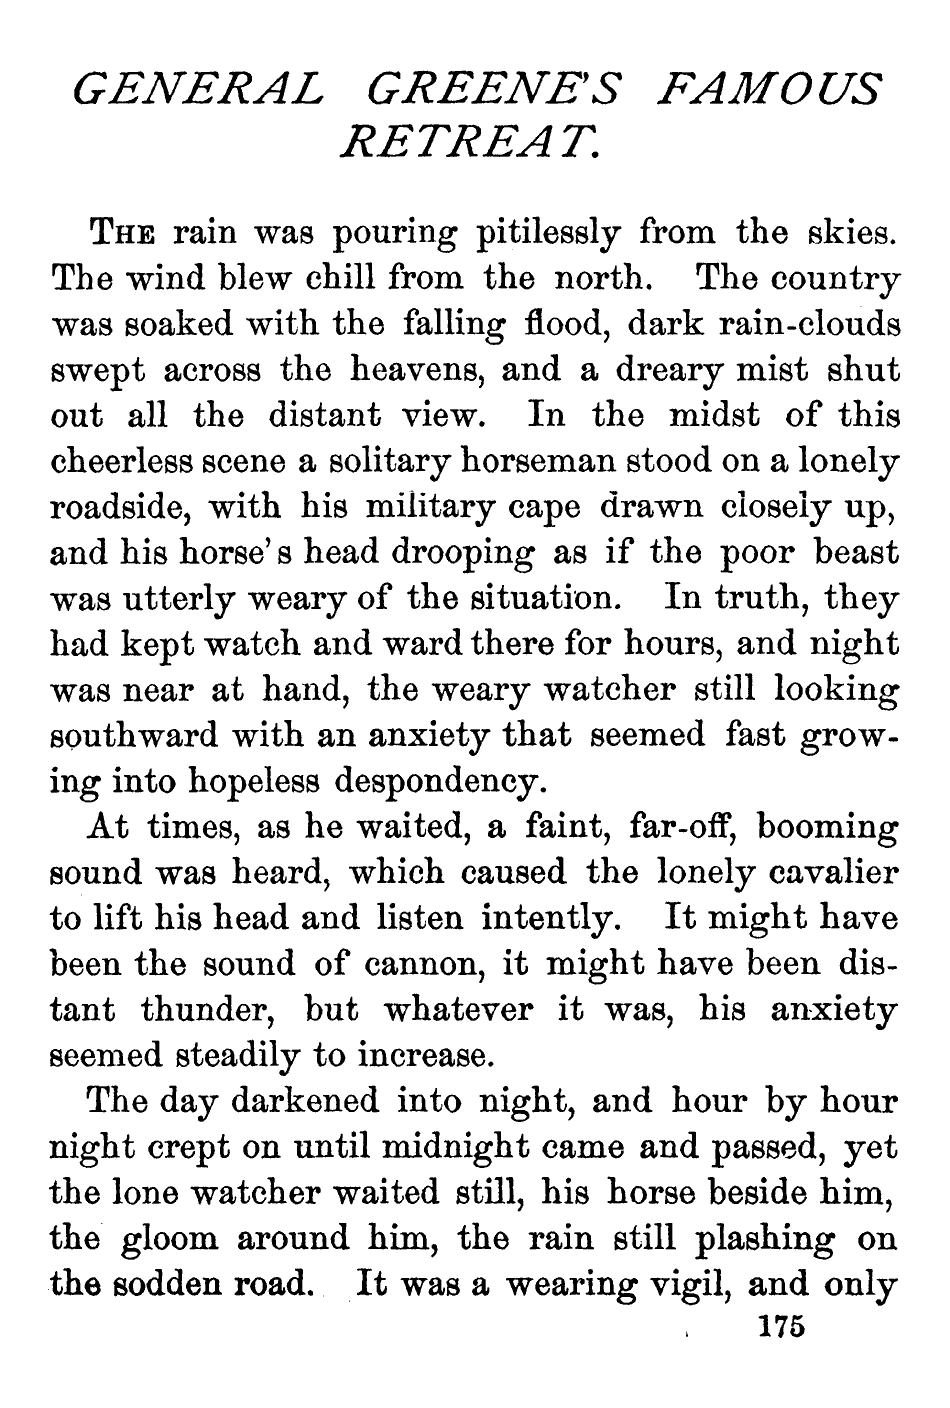 GENERAL GREENE'S FAMOUS
RETREAT.
THE rain was pouring pitilessly from the skies.
The wind blew chill from the north. The country
was soaked with the falling flood, dark rain-clouds
swept across the heavens, and a dreary mist shut
out all the distant view. In the midst of this
cheerless scene a solitary horseman stood on a lonely
roadside, with his military cape drawn closely up,
and his horse's head drooping as if the poor beast
was utterly weary of the situation. In truth, they
had kept watch and ward there for hours, and night
was near at hand, the weary watcher still looking
southward with an anxiety that seemed fast grow-
ing into hopeless despondency.
At times, as he waited, a faint, far-off, booming
sound was heard, which caused the lonely cavalier
to lift his head and listen intently. It might have
been the sound of cannon, it might have been dis-
tant thunder, but whatever it was, his anxiety
seemed steadily to increase.
The day darkened into night, and hour by hour
night crept on until midnight came and passed, yet
the lone watcher waited still, his horse beside him,
the gloom around him, the rain still plashing on
the sodden road. It was a wearing vigil, and only
175